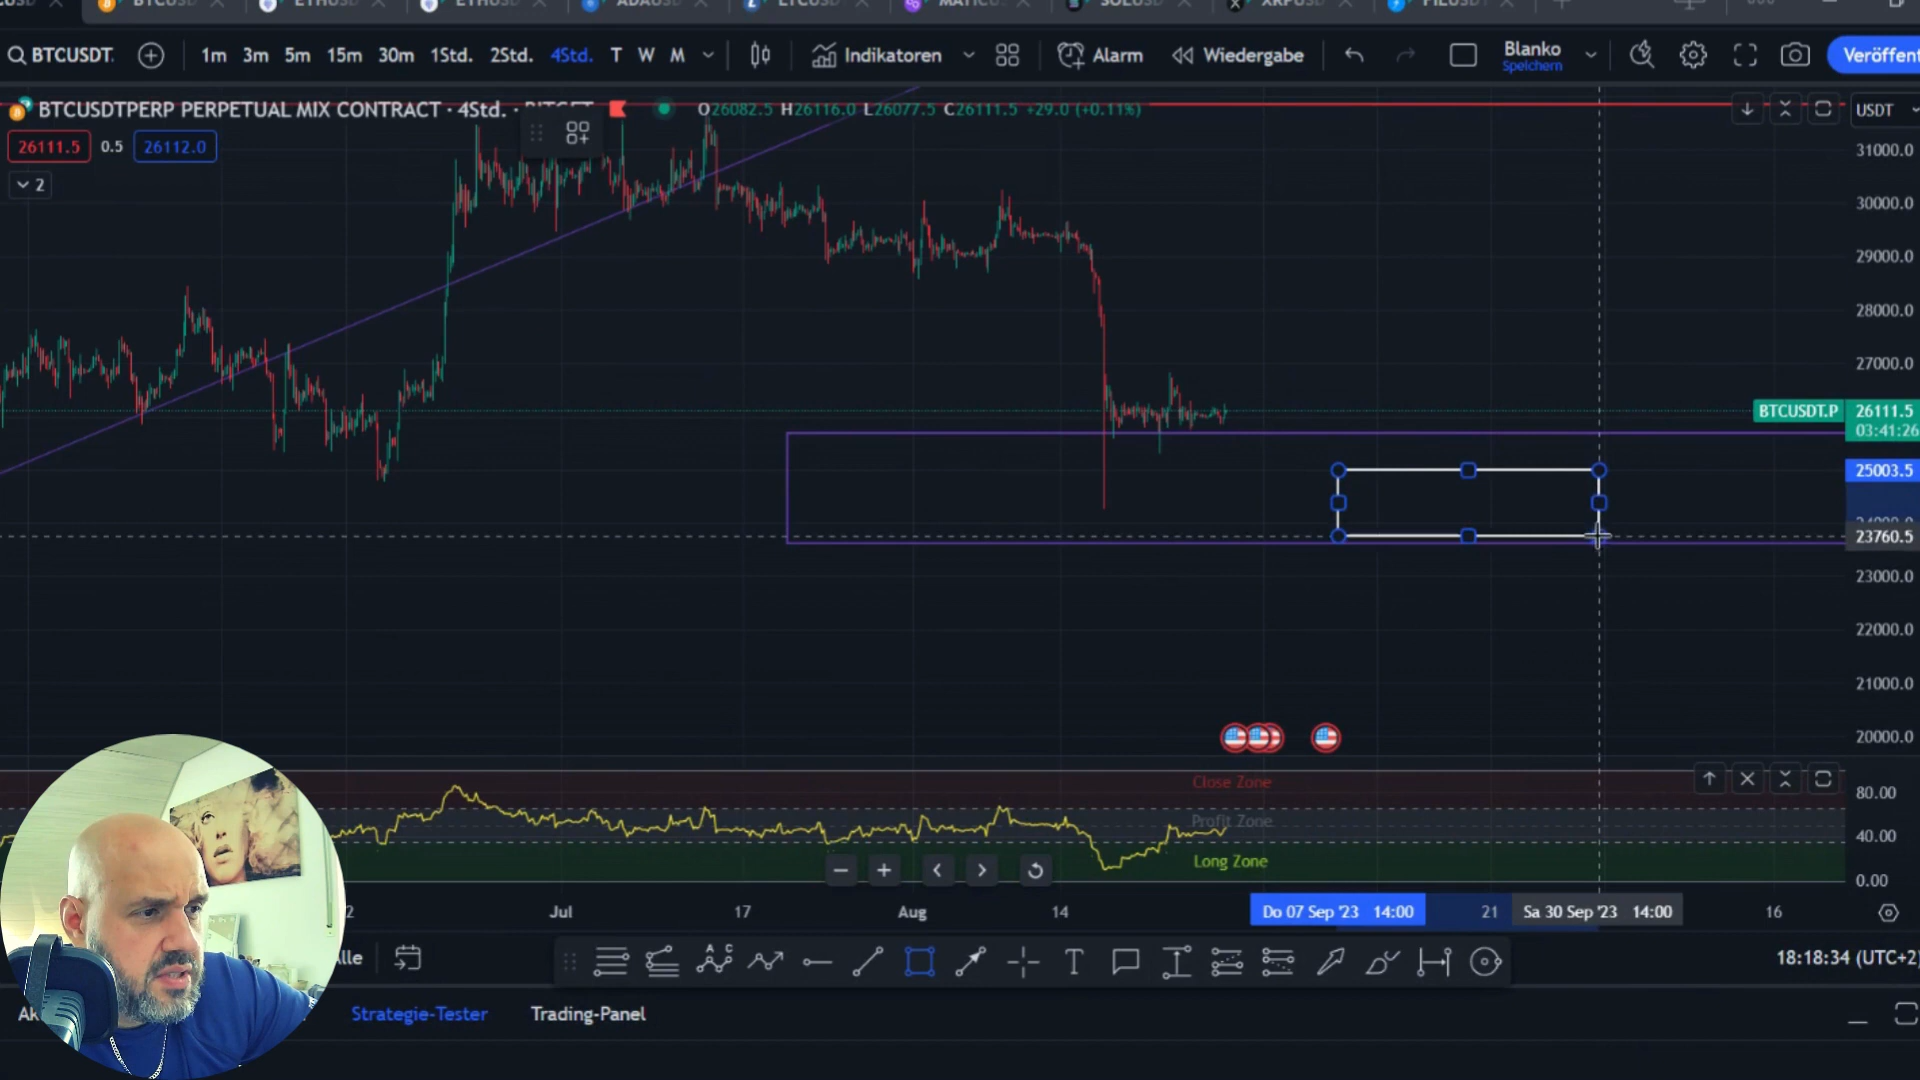 BTCUSDT.
1m 3m 5m 15m 30m 1Std. 2Std. 4Std. T W M
Indikatoren
Alarm
Wiedergabe
Blanko
Speichern
Veröffent
BTCUSDTPERP PERPETUAL MIX CONTRACT · 4Std. ·
O26082.5 H26116.0 L26077.5 C26111.5 +29.0 (+0.11%)
USDT
26111.5 0.5 26112.0
2
31000.0
30000.0
29000.0
28000.0
27000.0
BTCUSDT.P 26111.5
03:41:26
25003.5
23760.5
23000.0
22000.0
21000.0
20000.0
Close Zone
Profit Zone
Long Zone
80.00
40.00
0.00
2 Jul 17 Aug 14 Do 07 Sep '23 14:00 21 Sa 30 Sep '23 14:00 16
lle
A C
T
18:18:34 (UTC+2)
Strategie-Tester Trading-Panel